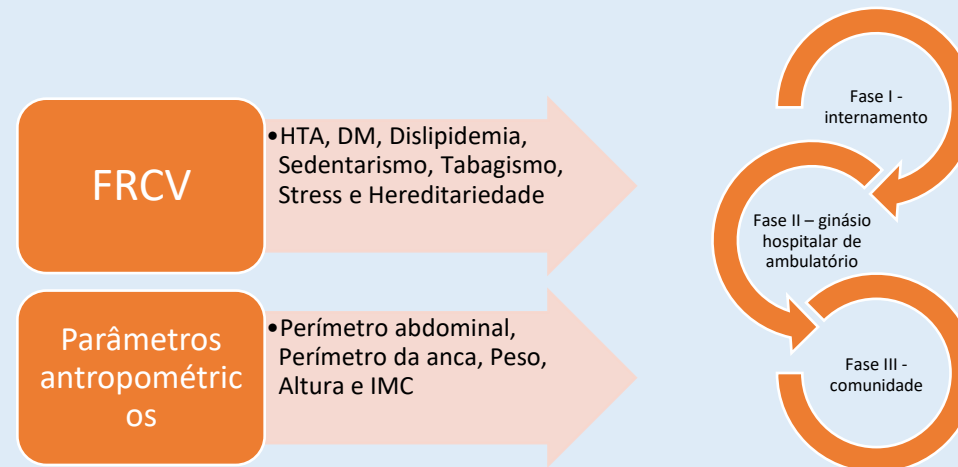 FRCV
•HTA, DM, Dislipidemia,
Sedentarismo, Tabagismo,
Stress e Hereditariedade
Parâmetros
antropométric
os
•Perímetro abdominal,
Perímetro da anca, Peso,
Altura e IMC
Fase I -
internamento
Fase II – ginásio
hospitalar de
ambulatório
Fase III -
comunidade